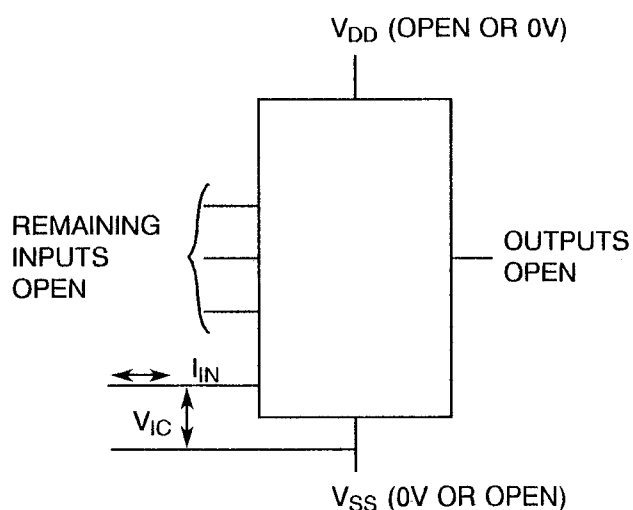 VDD (OPEN OR 0V)
REMAINING
INPUTS
OPEN
OUTPUTS
OPEN
IIN
VIC
VSS (0V OR OPEN)